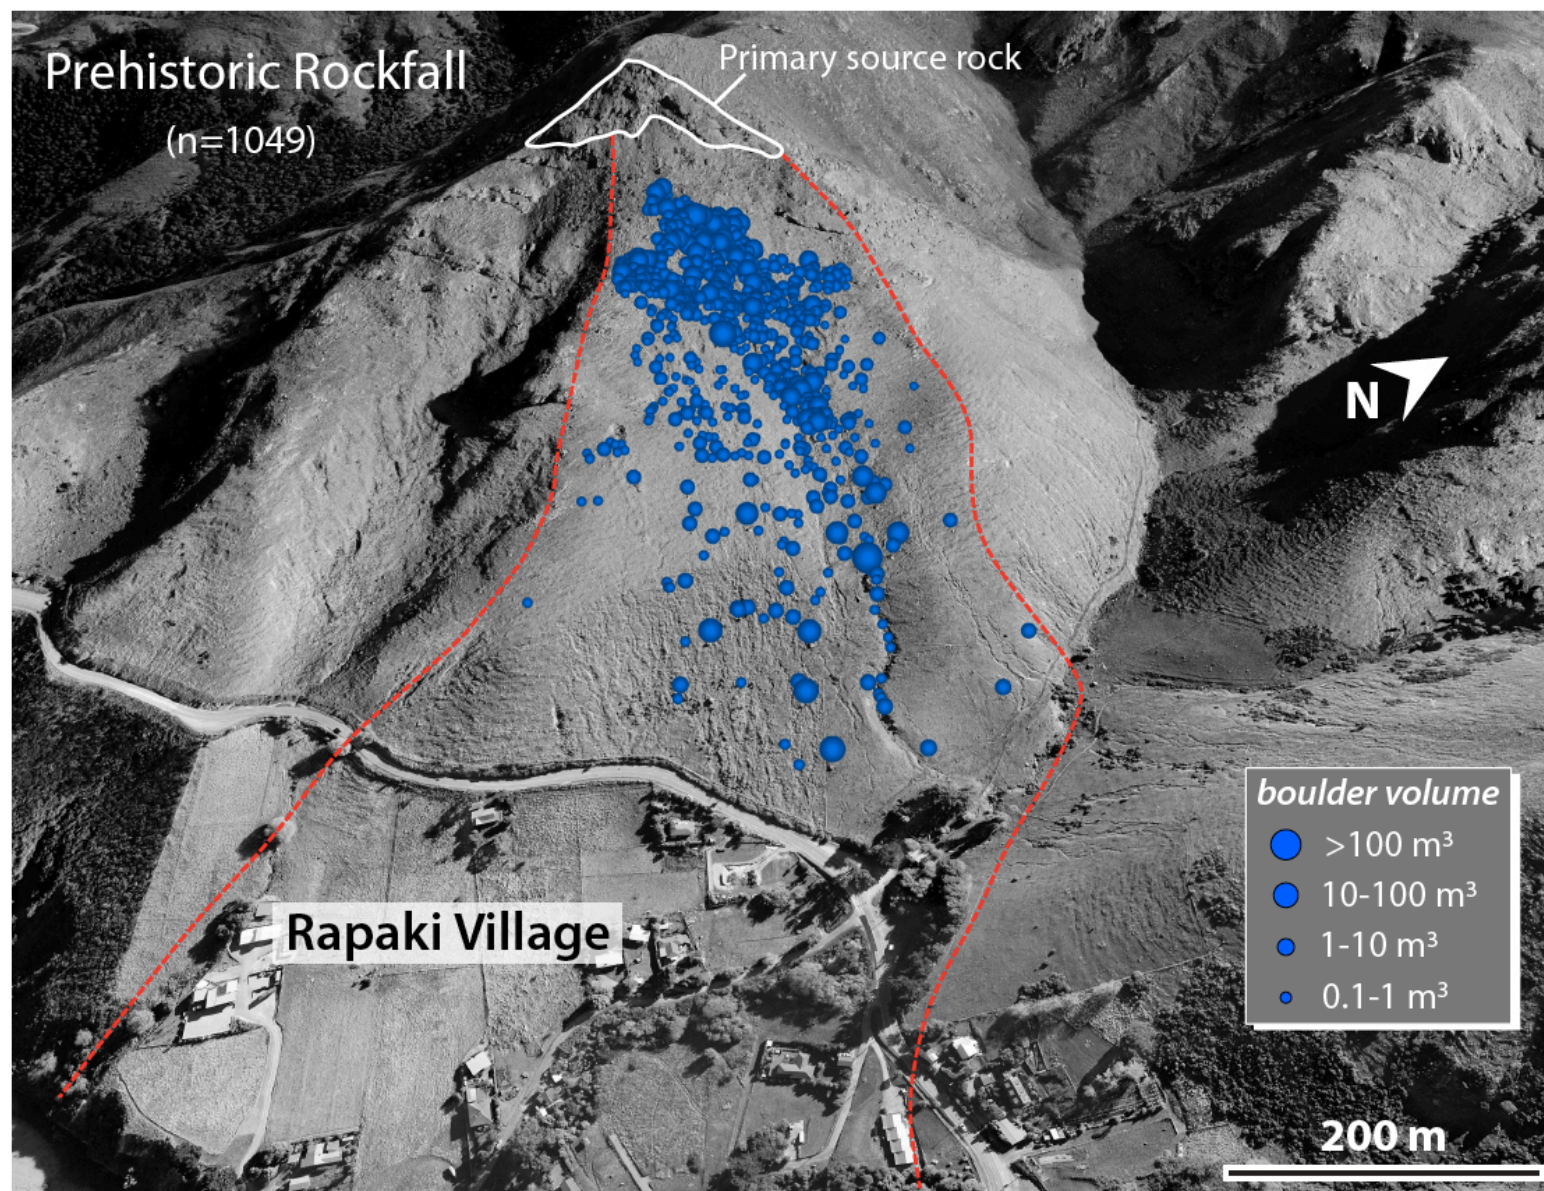 Prehistoric Rockfall
(n=1049)
Primary source rock
N
boulder volume
>100 m³
10-100 m³
1-10 m³
0.1-1 m³
Rapaki Village
200 m